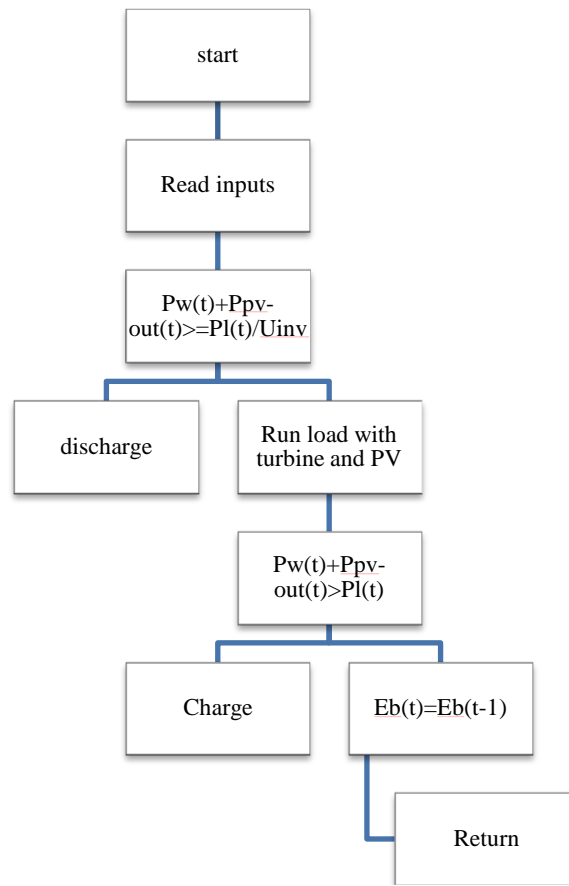 start
Read inputs
Pw(t)+Ppv-
out(t)>=Pl(t)/Uinv
discharge
Run load with
turbine and PV
Pw(t)+Ppv-
out(t)>Pl(t)
Charge
Eb(t)=Eb(t-1)
Return